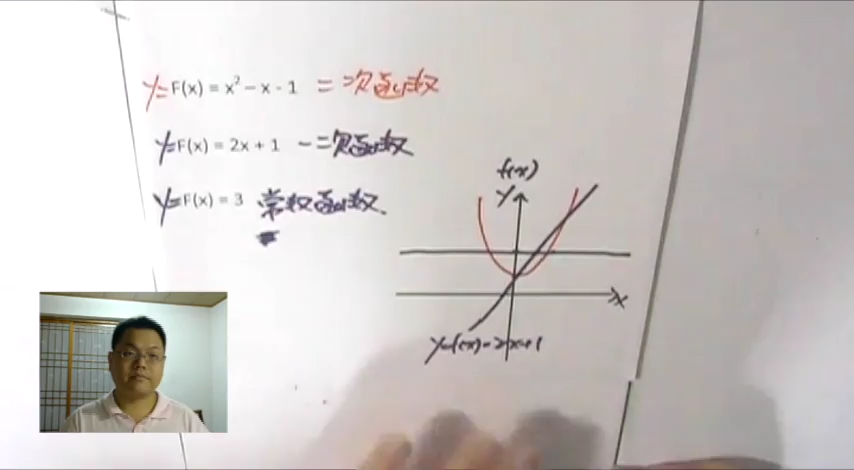 y= F(x) = x² − x - 1 = 二次函数
y= F(x) = 2x + 1 一次函数
y= F(x) = 3 常数函数
f(x)
y
x
y=f(x)=2x+1